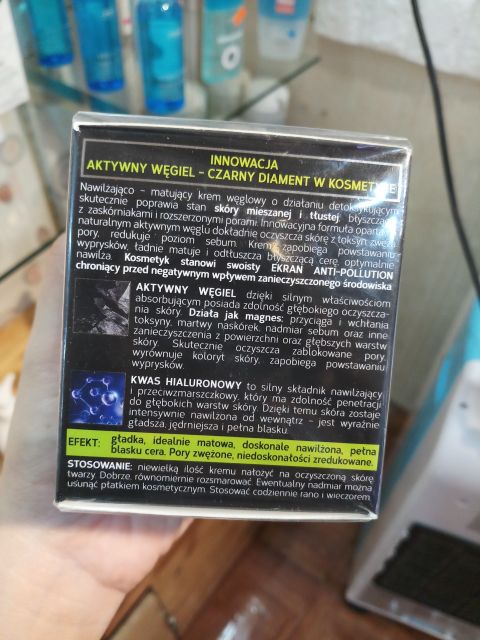 INNOWACJA
AKTYWNY WĘGIEL – CZARNY DIAMENT W KOSMETYCE
Nawilżająco – matujący krem węglowy o działaniu detoksykującym
skutecznie poprawia stan skóry mieszanej i tłustej, błyszczącej
z zaskórniakami i rozszerzonymi porami. Innowacyjna formuła oparta
naturalnym aktywnym węglu dokładnie oczyszcza skórę z toksyn, zwęża
pory, redukuje poziom sebum. Krem zapobiega powstawaniu
wyprysków, ładnie matuje i odtłuszcza błyszczącą cerę, optymalnie
nawilża. Kosmetyk stanowi swoisty EKRAN ANTI-POLLUTION
chroniący przed negatywnym wpływem zanieczyszczonego środowiska
AKTYWNY WĘGIEL dzięki silnym właściwościom
absorbującym posiada zdolność głębokiego oczyszcza-
nia skóry. Działa jak magnes: przyciąga i wchłania
toksyny, martwy naskórek, nadmiar sebum oraz inne
zanieczyszczenia z powierzchni oraz głębszych warstw
skóry. Skutecznie oczyszcza zablokowane pory,
wyrównuje koloryt skóry, zapobiega powstawaniu
wyprysków.
KWAS HIALURONOWY to silny składnik nawilżający
i przeciwzmarszczkowy, który ma zdolność penetracji
do głębokich warstw skóry. Dzięki temu skóra zostaje
intensywnie nawilżona od wewnątrz – jest wyraźnie
gładsza, jędrniejsza i pełna blasku.
EFEKT: gładka, idealnie matowa, doskonale nawilżona, pełna
blasku cera. Pory zwężone, niedoskonałości zredukowane.
STOSOWANIE: niewielką ilość kremu nałożyć na oczyszczoną skórę
twarzy. Dobrze, równomiernie rozsmarować. Ewentualny nadmiar można
usunąć płatkiem kosmetycznym. Stosować codziennie rano i wieczorem.